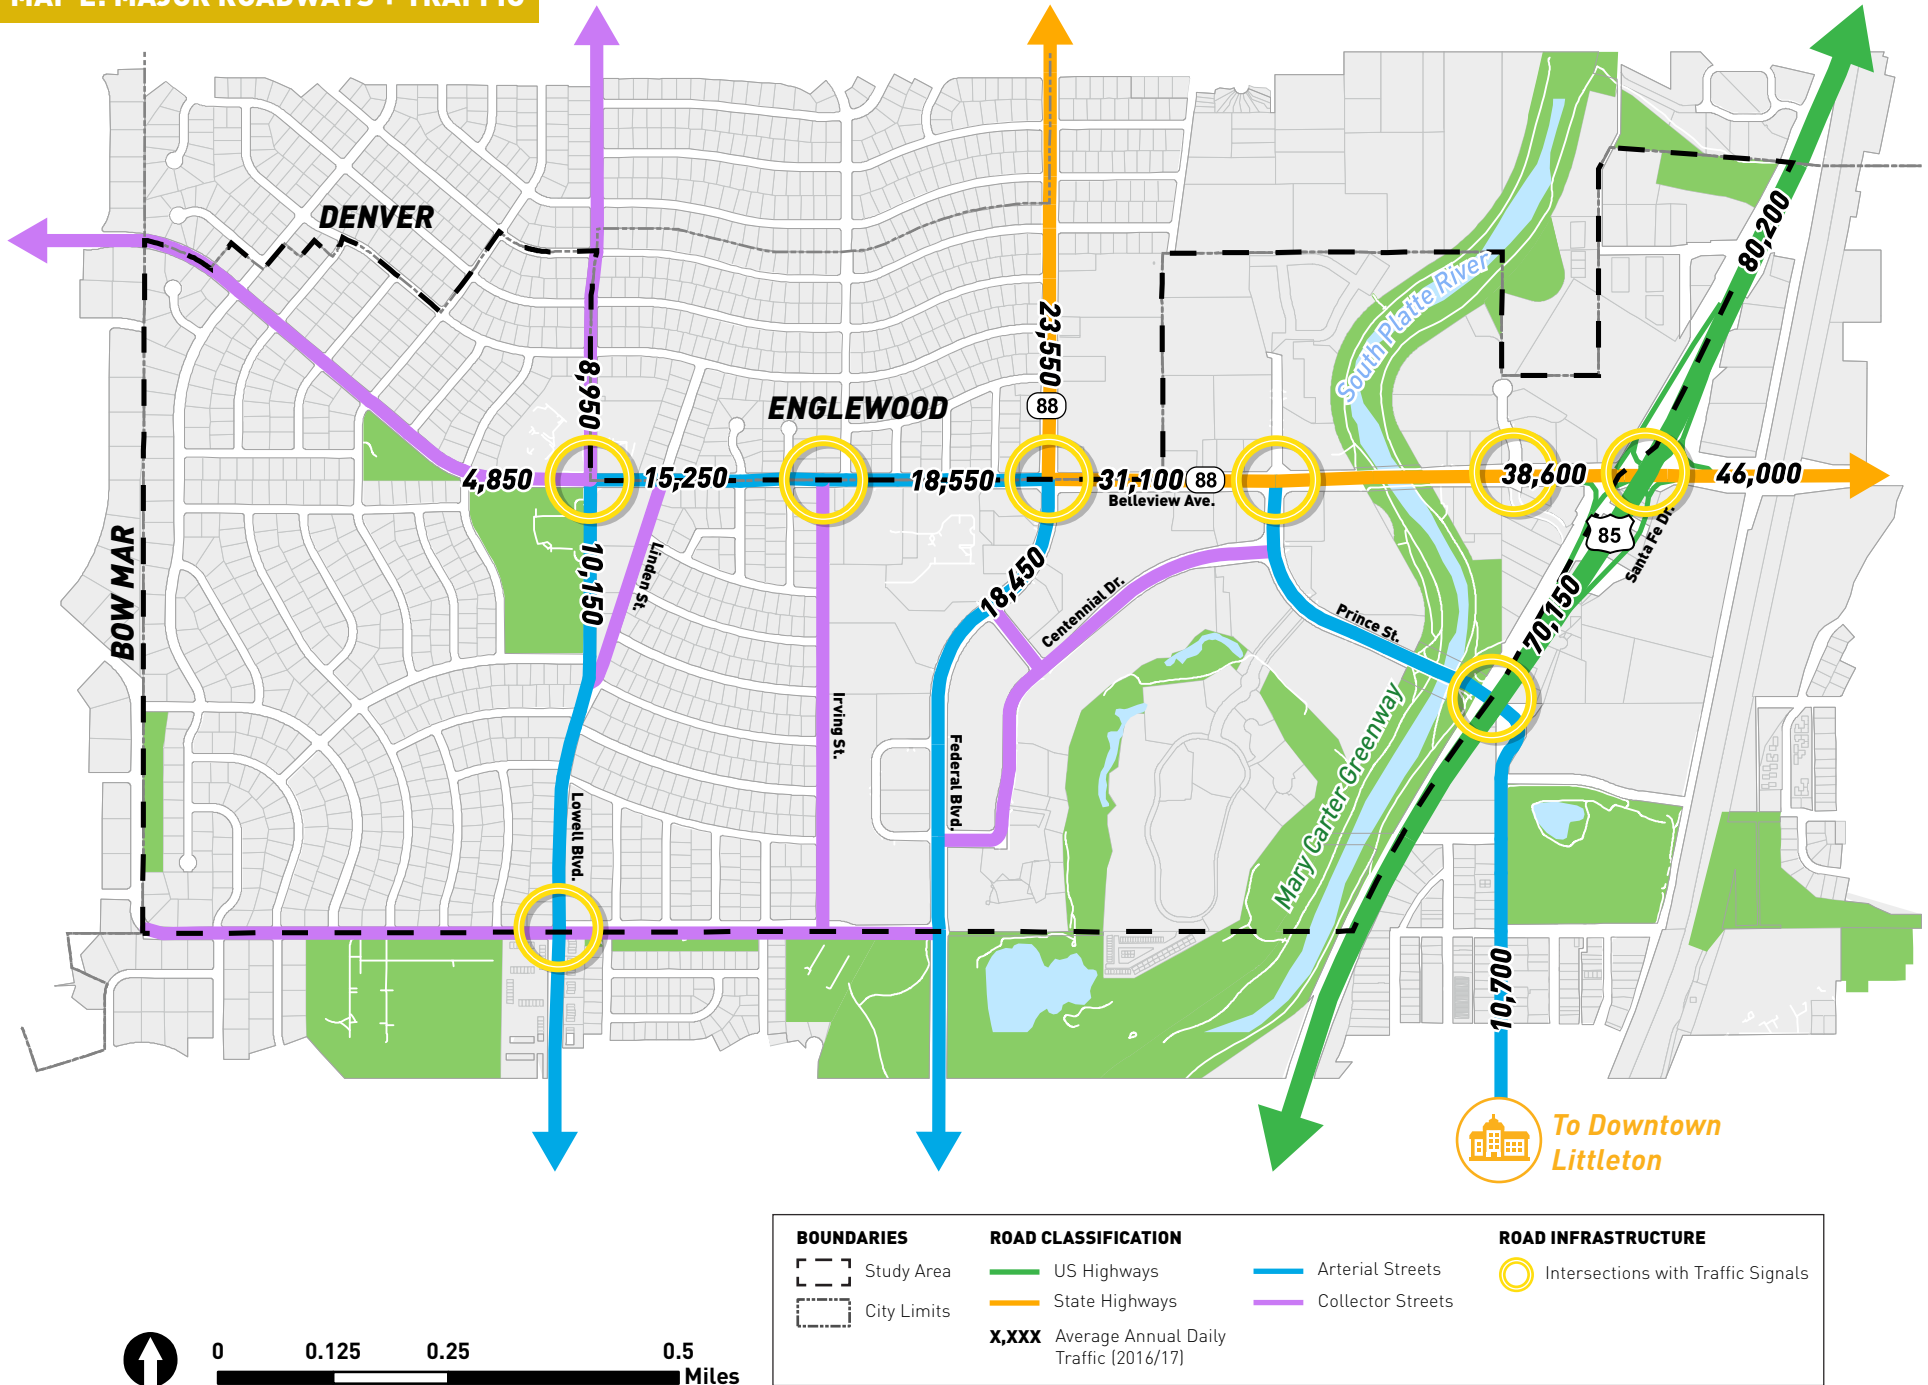 MAP 2: MAJOR ROADWAYS + TRAFFIC
DENVER
80,200
South Platte River
23,550
8,950
88
ENGLEWOOD
4,850
15,250
18,550
31,100
88
38,600
46,000
Belleview Ave.
85
Santa Fe Dr.
BOW MAR
10,150
Linden St.
18,450
Centennial Dr.
Prince St.
70,150
Irving St.
Federal Blvd.
Mary Carter Greenway
Lowell Blvd.
10,700
To Downtown
Littleton
BOUNDARIES
Study Area
City Limits
ROAD CLASSIFICATION
US Highways
State Highways
X,XXX Average Annual Daily
Traffic (2016/17)
Arterial Streets
Collector Streets
ROAD INFRASTRUCTURE
Intersections with Traffic Signals
0 0.125 0.25 0.5
Miles